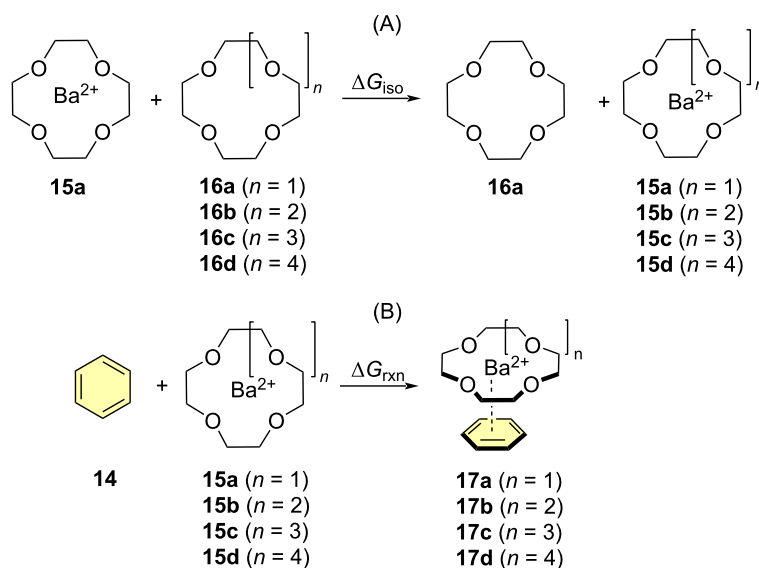 (A)
O O O O Ba²⁺ + O O O O n ΔG_iso O O O O + O O O O Ba²⁺ n
15a 16a (n = 1) 16a 15a (n = 1)
16b (n = 2) 15b (n = 2)
16c (n = 3) 15c (n = 3)
16d (n = 4) 15d (n = 4)
(B)
+ O O O O Ba²⁺ n ΔG_rxn O O O O Ba²⁺ n
14 15a (n = 1) 17a (n = 1)
15b (n = 2) 17b (n = 2)
15c (n = 3) 17c (n = 3)
15d (n = 4) 17d (n = 4)